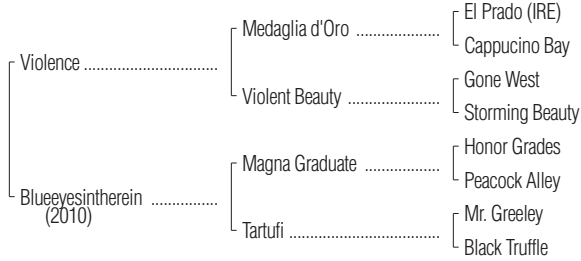 El Prado (IRE)
Medaglia d'Oro ....................
Cappucino Bay
Violence ................................
Gone West
Violent Beauty ......................
Storming Beauty
Honor Grades
Magna Graduate ..................
Peacock Alley
Blueeyesintherein ................
(2010)
Mr. Greeley
Tartufi ....................................
Black Truffle